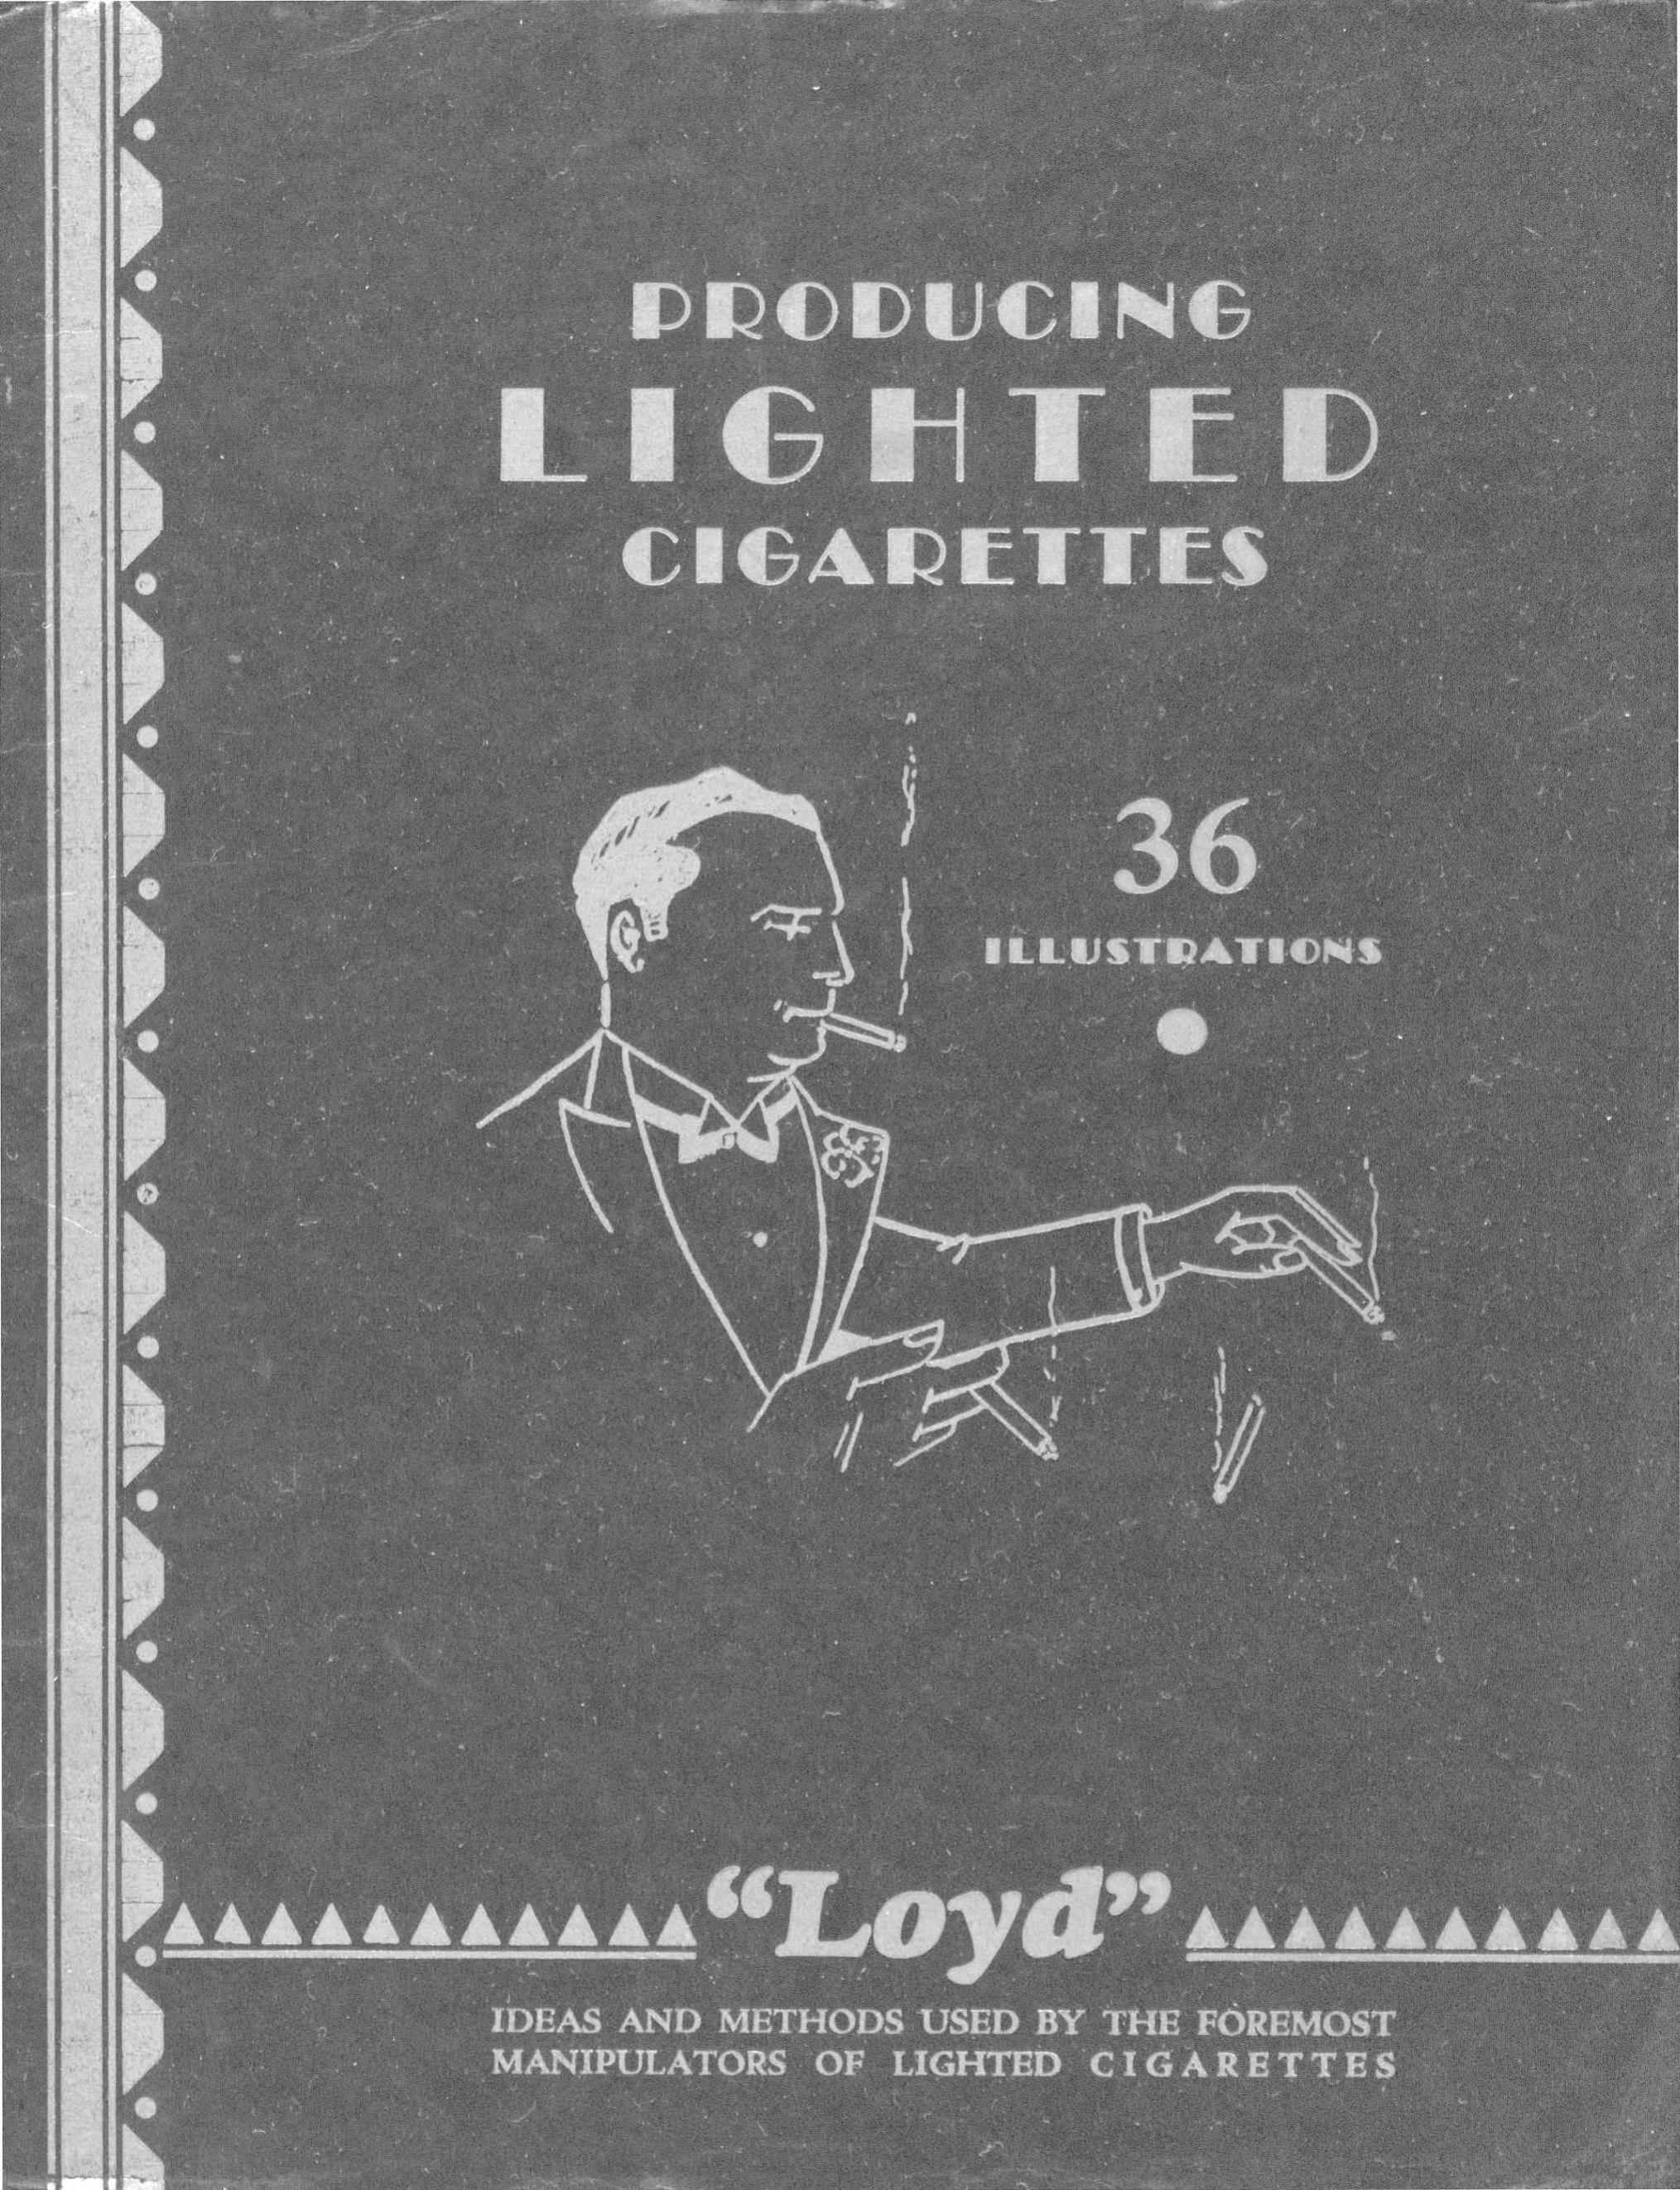 PRODUCING
LIGHTED
CIGARETTES
36
ILLUSTRATIONS
“Loyd”
IDEAS AND METHODS USED BY THE FOREMOST
MANIPULATORS OF LIGHTED CIGARETTES